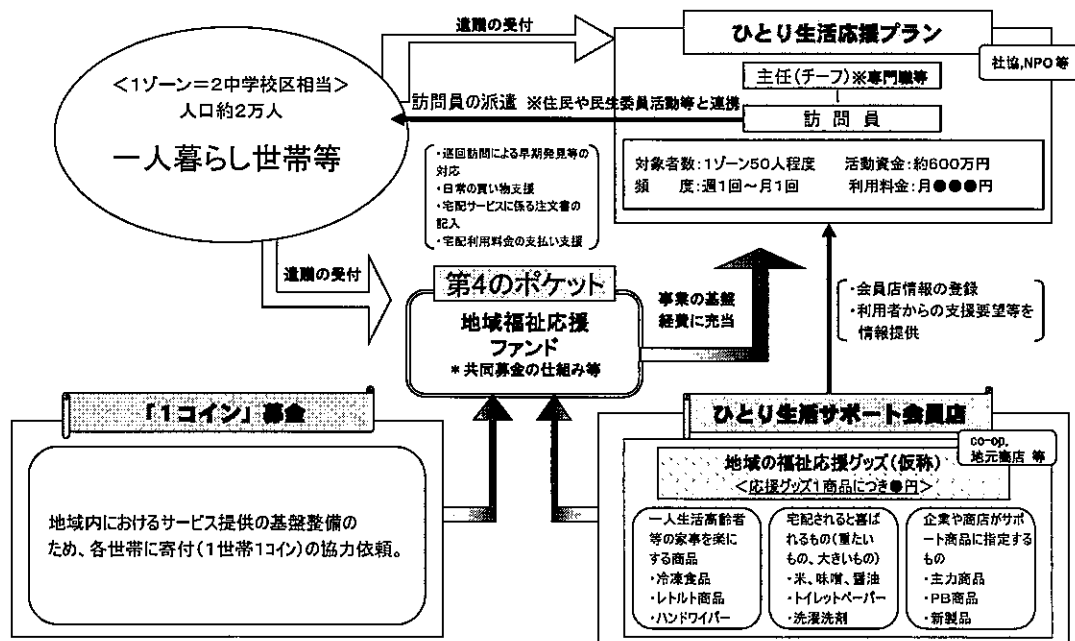 遺贈の受付
ひとり生活応援プラン
社協,NPO 等
主任(チーフ)※専門職等
訪 問 員
<1ゾーン=2中学校区相当>
人口約2万人
一人暮らし世帯等
訪問員の派遣 ※住民や民生委員活動等と連携
対象者数:1ゾーン50人程度 活動資金:約600万円
頻 度:週1回~月1回 利用料金:月●●●円
・巡回訪問による早期発見等の
対応
・日常の買い物支援
・宅配サービスに係る注文書の
記入
・宅配利用料金の支払い支援
遺贈の受付
第4のポケット
地域福祉応援
ファンド
*共同募金の仕組み等
事業の基盤
経費に充当
・会員店情報の登録
・利用者からの支援要望等を
情報提供
「1コイン」募金
地域内におけるサービス提供の基盤整備の
ため、各世帯に寄付(1世帯1コイン)の協力依頼。
ひとり生活サポート会員店
co-op,
地元商店 等
地域の福祉応援グッズ(仮称)
<応援グッズ1商品につき●円>
一人生活高齢者
等の家事を楽に
する商品
・冷凍食品
・レトルト商品
・ハンドワイパー
宅配されると喜ば
れるもの(重たい
もの、大きいもの)
・米、味噌、醤油
・トイレットペーパー
・洗濯洗剤
企業や商店がサポ
ート商品に指定する
もの
・主力商品
・PB商品
・新製品